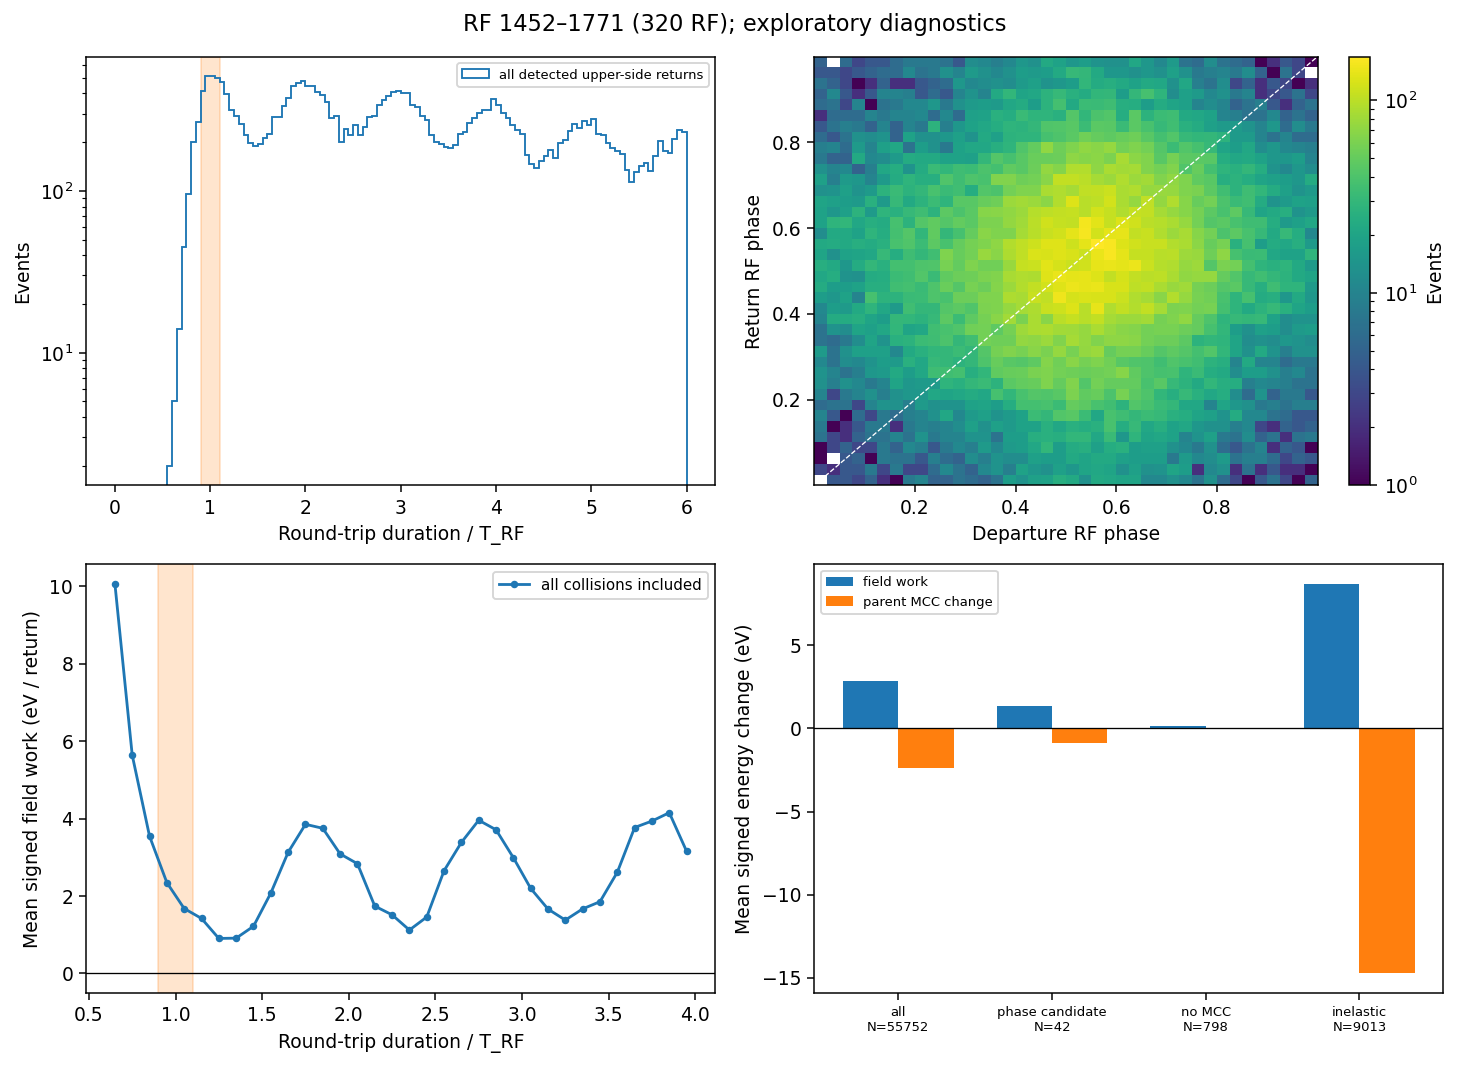 RF 1452–1771 (320 RF); exploratory diagnostics
all detected upper-side returns
Events
10²
10¹
0 1 2 3 4 5 6
Round-trip duration / T_RF
Return RF phase
0.8
0.6
0.4
0.2
0.2 0.4 0.6 0.8
Departure RF phase
10²
10¹
10⁰
Events
all collisions included
Mean signed field work (eV / return)
10
8
6
4
2
0
0.5 1.0 1.5 2.0 2.5 3.0 3.5 4.0
Round-trip duration / T_RF
field work
parent MCC change
Mean signed energy change (eV)
5
0
−5
−10
−15
all phase candidate no MCC inelastic
N=55752 N=42 N=798 N=9013